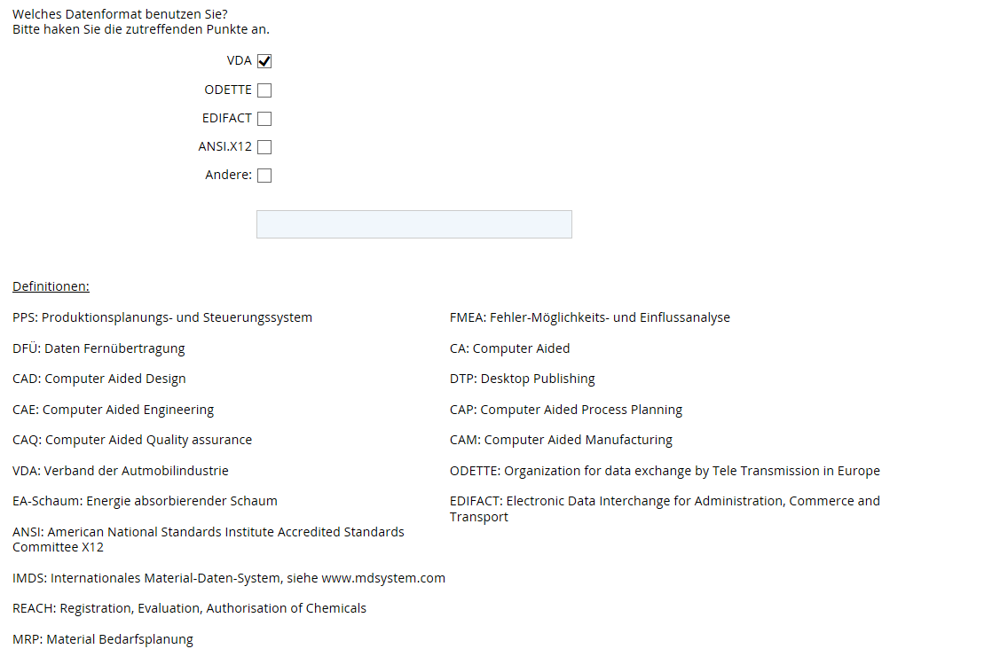 Welches Datenformat benutzen Sie?
Bitte haken Sie die zutreffenden Punkte an.
VDA
ODETTE
EDIFACT
ANSI.X12
Andere:
Definitionen:
PPS: Produktionsplanungs- und Steuerungssystem
DFÜ: Daten Fernübertragung
CAD: Computer Aided Design
CAE: Computer Aided Engineering
CAQ: Computer Aided Quality assurance
VDA: Verband der Autmobilindustrie
EA-Schaum: Energie absorbierender Schaum
ANSI: American National Standards Institute Accredited Standards
Committee X12
IMDS: Internationales Material-Daten-System, siehe www.mdsystem.com
REACH: Registration, Evaluation, Authorisation of Chemicals
MRP: Material Bedarfsplanung
FMEA: Fehler-Möglichkeits- und Einflussanalyse
CA: Computer Aided
DTP: Desktop Publishing
CAP: Computer Aided Process Planning
CAM: Computer Aided Manufacturing
ODETTE: Organization for data exchange by Tele Transmission in Europe
EDIFACT: Electronic Data Interchange for Administration, Commerce and
Transport